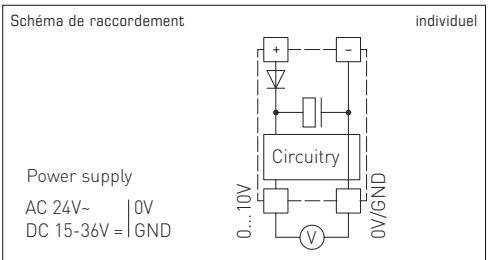 Schéma de raccordement individuel
+ −
Circuitry
Power supply
AC 24V~ 0V
DC 15-36V = GND
0...10V
0V/GND
V